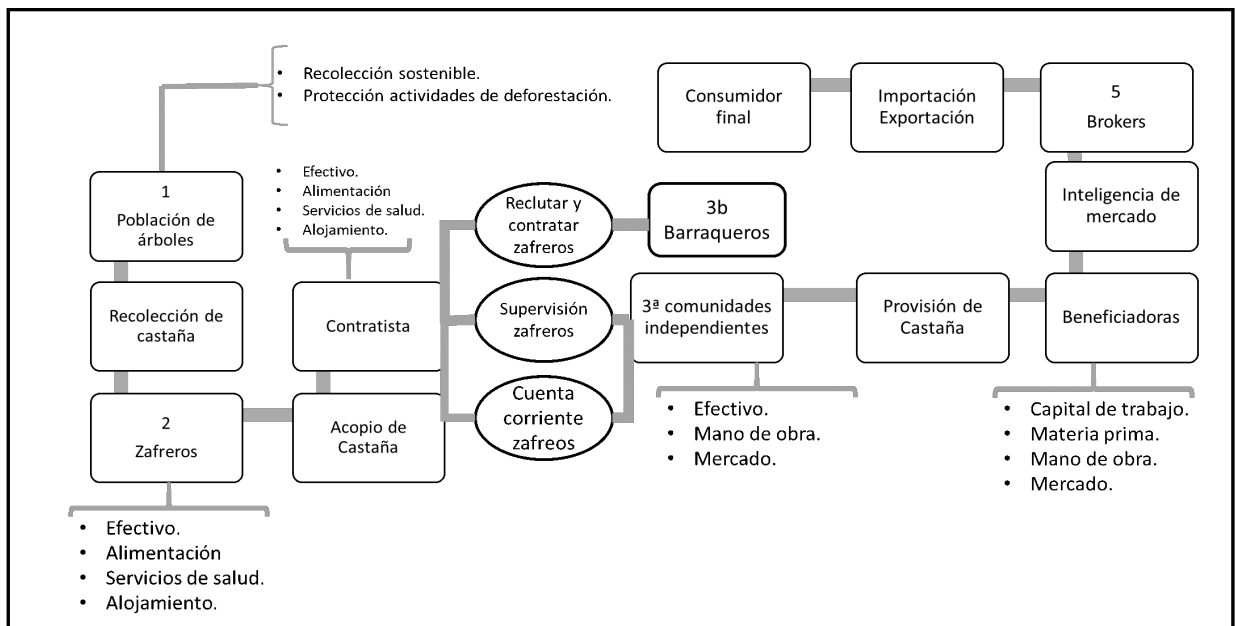 • Recolección sostenible.
• Protección actividades de deforestación.
Consumidor
final
Importación
Exportación
5
Brokers
• Efectivo.
• Alimentación
• Servicios de salud.
• Alojamiento.
1
Población de
árboles
Reclutar y
contratar
zafreros
3b
Barraqueros
Inteligencia de
mercado
Recolección de
castaña
Contratista
Supervisión
zafreros
3ª comunidades
independientes
Provisión de
Castaña
Beneficiadoras
2
Zafreros
Acopio de
Castaña
Cuenta
corriente
zafreos
• Efectivo.
• Mano de obra.
• Mercado.
• Capital de trabajo.
• Materia prima.
• Mano de obra.
• Mercado.
• Efectivo.
• Alimentación
• Servicios de salud.
• Alojamiento.